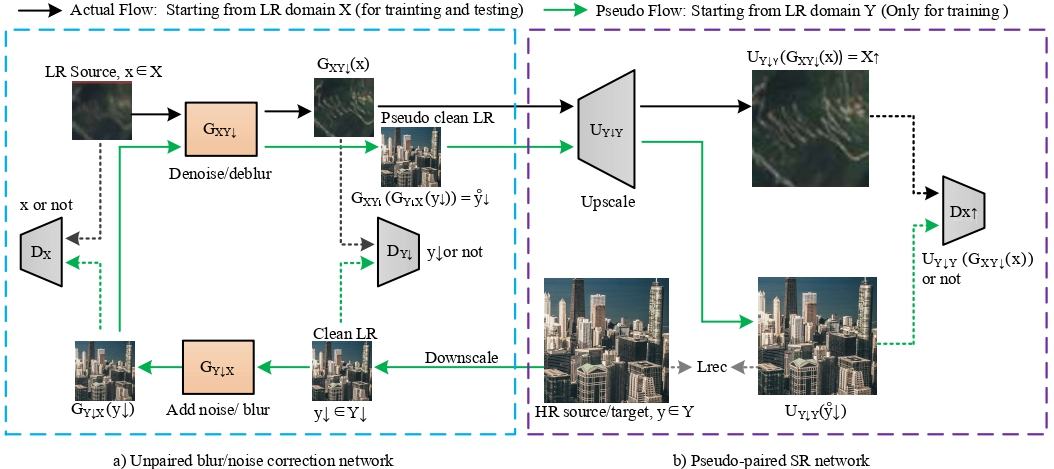 Actual Flow: Starting from LR domain X (for trainting and testing)
Pseudo Flow: Starting from LR domain Y (Only for training )
LR Source, x∈X
G_XY↓(x)
G_XY↓
Denoise/deblur
Pseudo clean LR
G_XY↓ (G_Y↓X (y↓)) = ẙ↓
x or not
D_X
D_Y↓
y↓or not
Clean LR
G_Y↓X
G_Y↓X (y↓)
Add noise/ blur
y↓ ∈ Y↓
Downscale
U_Y↓Y
Upscale
U_Y↓Y (G_XY↓(x)) = X↑
Dx↑
U_Y↓Y (G_XY↓(x))
or not
Lrec
HR source/target, y∈Y
U_Y↓Y(ẙ↓)
a) Unpaired blur/noise correction network
b) Pseudo-paired SR network